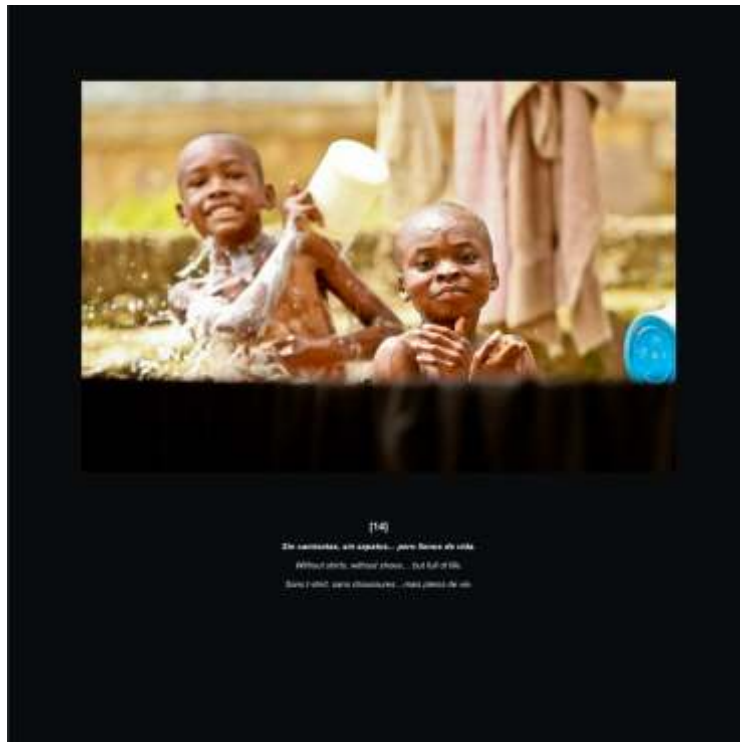 [14]
Sin camisetas, sin zapatos... pero llenos de vida.
Without shirts, without shoes... but full of life.
Sans t-shirt, sans chaussures... mais pleins de vie.